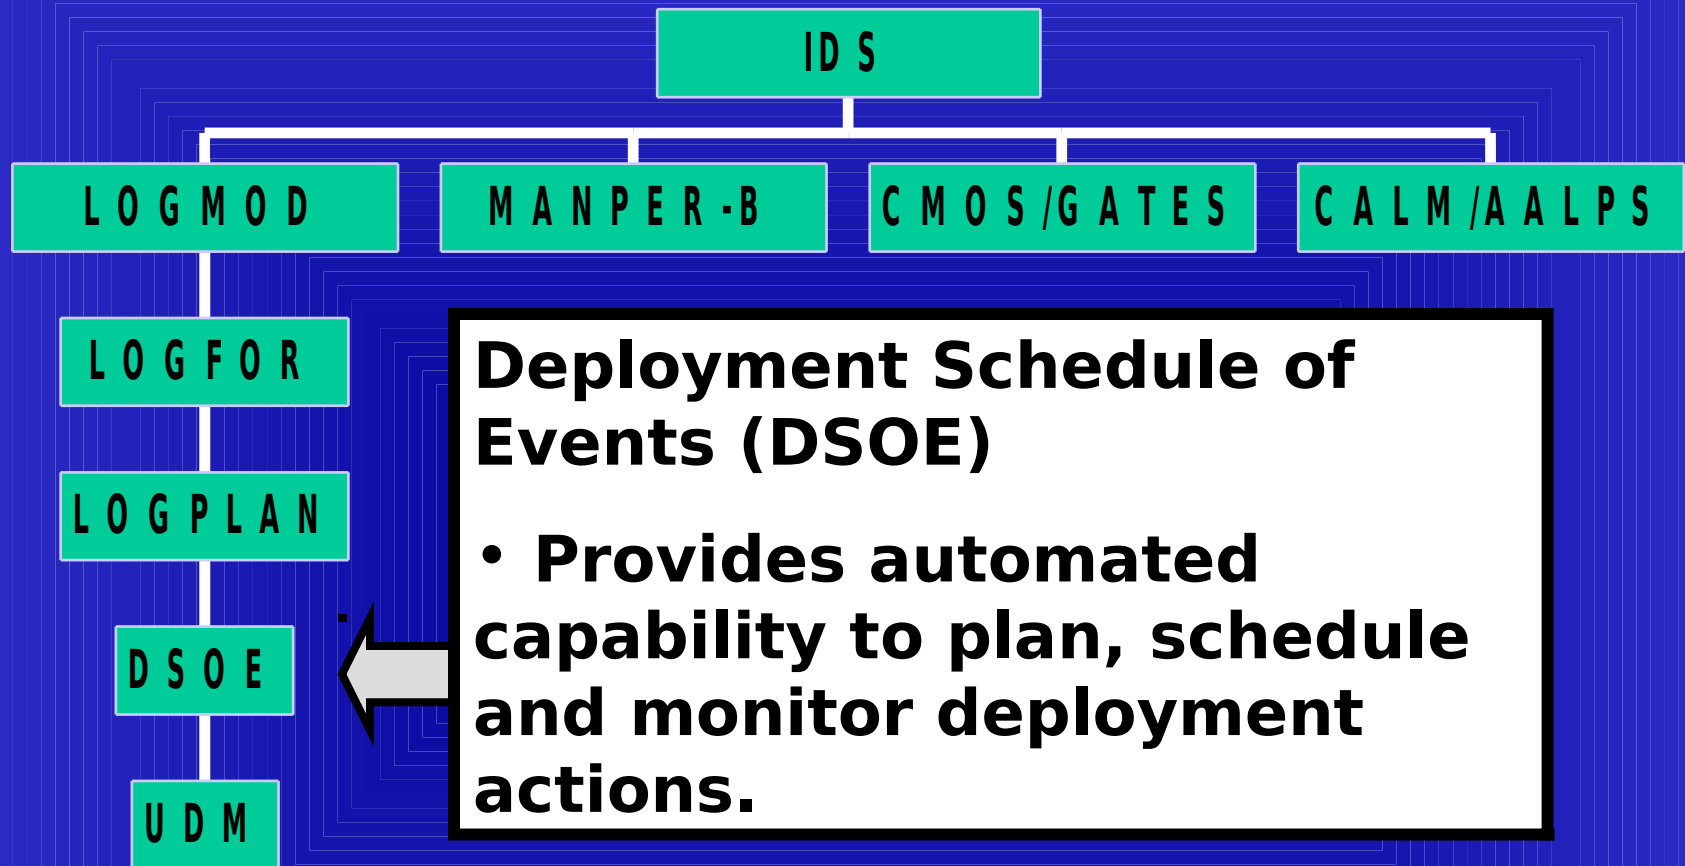 IDS
LOGMOD
MANPER-B
CMOS/GATES
CALM/AALPS
LOGFOR
LOGPLAN
DSOE
UDM
Deployment Schedule of
Events (DSOE)
• Provides automated
capability to plan, schedule
and monitor deployment
actions.